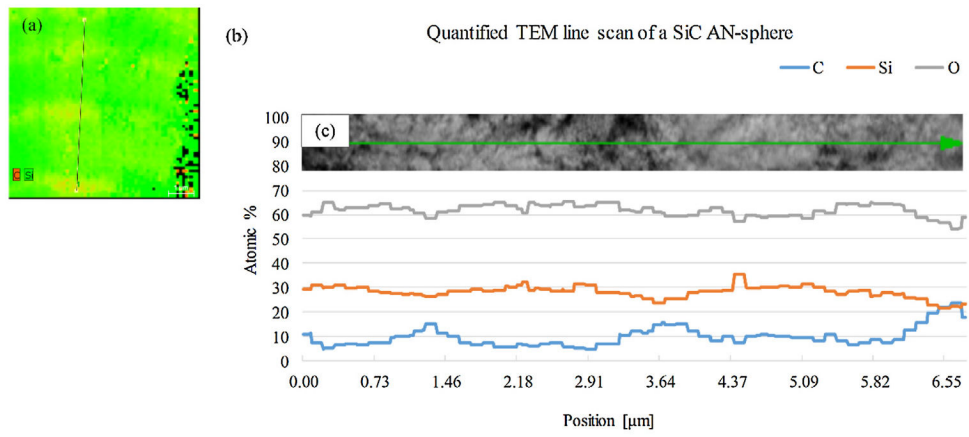 (a)
C Si
(b)
Quantified TEM line scan of a SiC AN-sphere
C Si O
(c)
Atomic %
100
90
80
70
60
50
40
30
20
10
0
0.00 0.73 1.46 2.18 2.91 3.64 4.37 5.09 5.82 6.55
Position [µm]